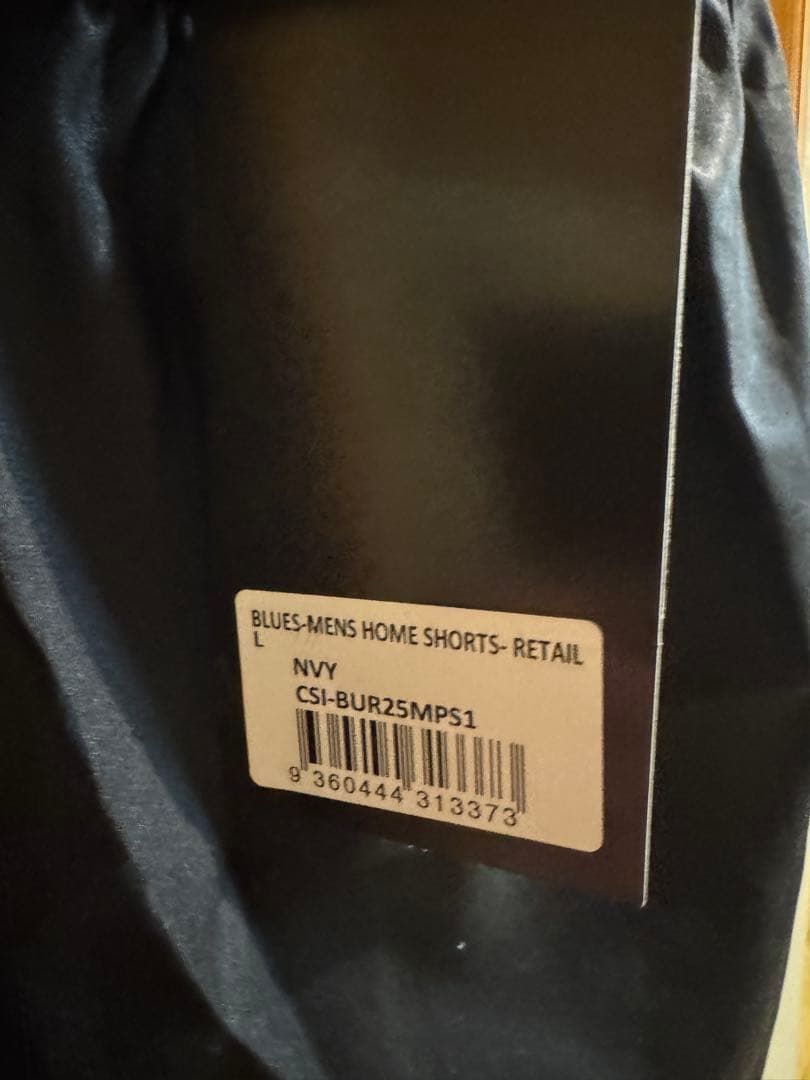 BLUES-MENS HOME SHORTS- RETAIL
L
NVY
CSI-BUR25MPS1
9 360444 313373